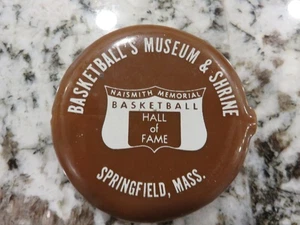 BASKETBALL'S MUSEUM & SHRINE
NAISMITH MEMORIAL
BASKETBALL
HALL
of
FAME
SPRINGFIELD, MASS.